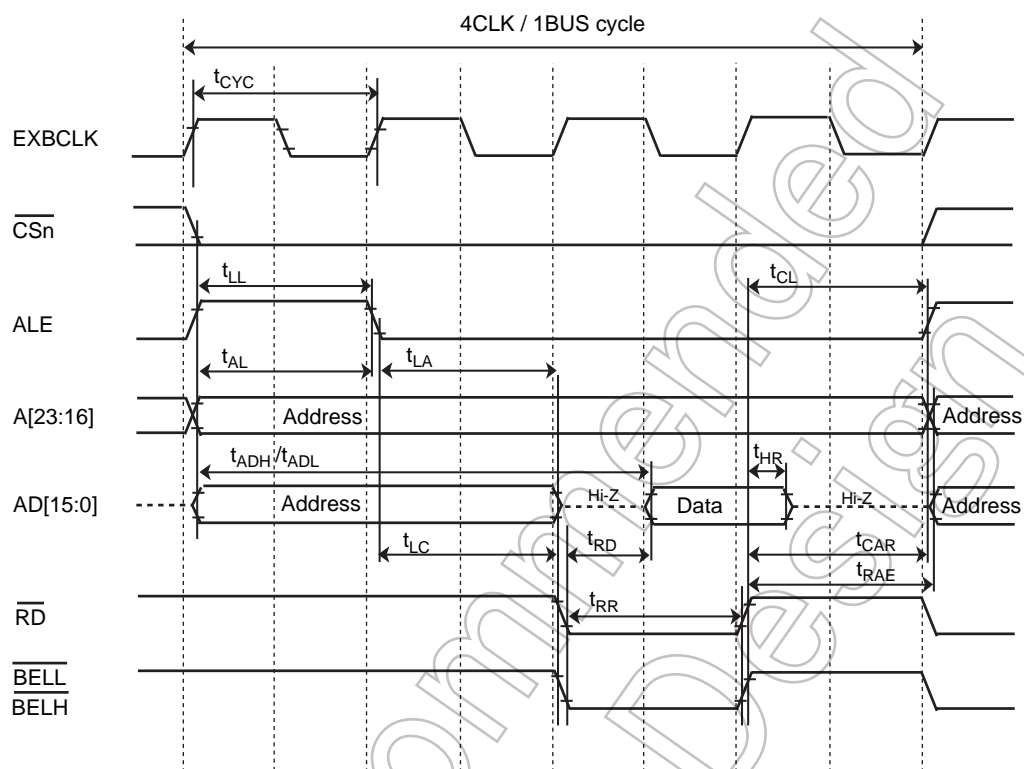 4CLK / 1BUS cycle
tCYC
EXBCLK
CSn
tLL
tCL
ALE
tAL
tLA
A[23:16]
Address
Address
tADH /tADL
tHR
AD[15:0]
Address
Hi-Z
Data
Hi-Z
Address
tLC
tRD
tCAR
tRAE
RD
tRR
BELL
BELH